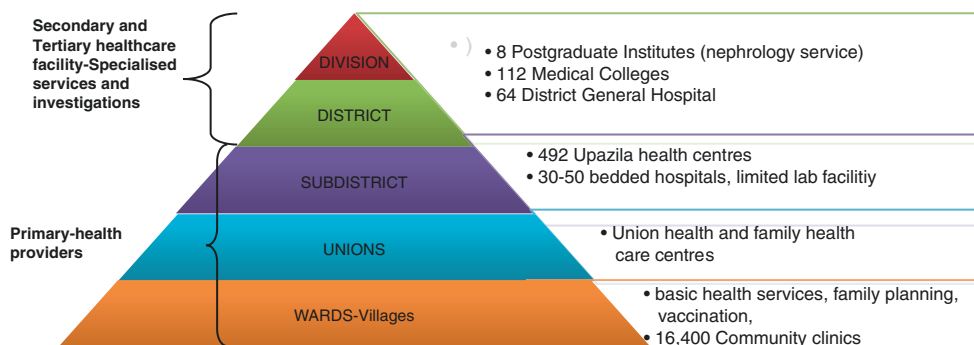 Secondary and
Tertiary healthcare
facility-Specialised
services and
investigations
DIVISION
• )
• 8 Postgraduate Institutes (nephrology service)
• 112 Medical Colleges
• 64 District General Hospital
DISTRICT
• 492 Upazila health centres
• 30-50 bedded hospitals, limited lab facilitiy
SUBDISTRICT
Primary-health
providers
UNIONS
• Union health and family health
care centres
WARDS-Villages
• basic health services, family planning,
vaccination,
• 16,400 Community clinics